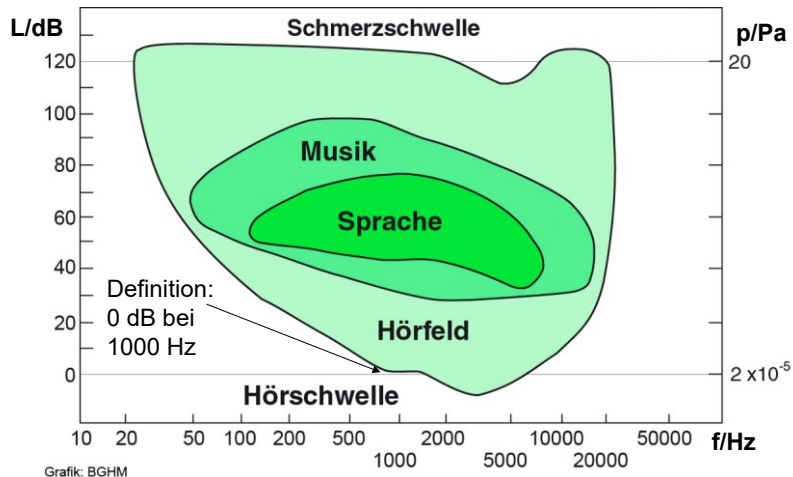 L/dB
Schmerzschwelle
p/Pa
120
20
100
Musik
80
Sprache
60
40
Definition:
0 dB bei
1000 Hz
20
Hörfeld
0
2 x10-5
Hörschwelle
10 20 50 100 200 500 2000 10000 50000 f/Hz
1000 5000 20000
Grafik: BGHM